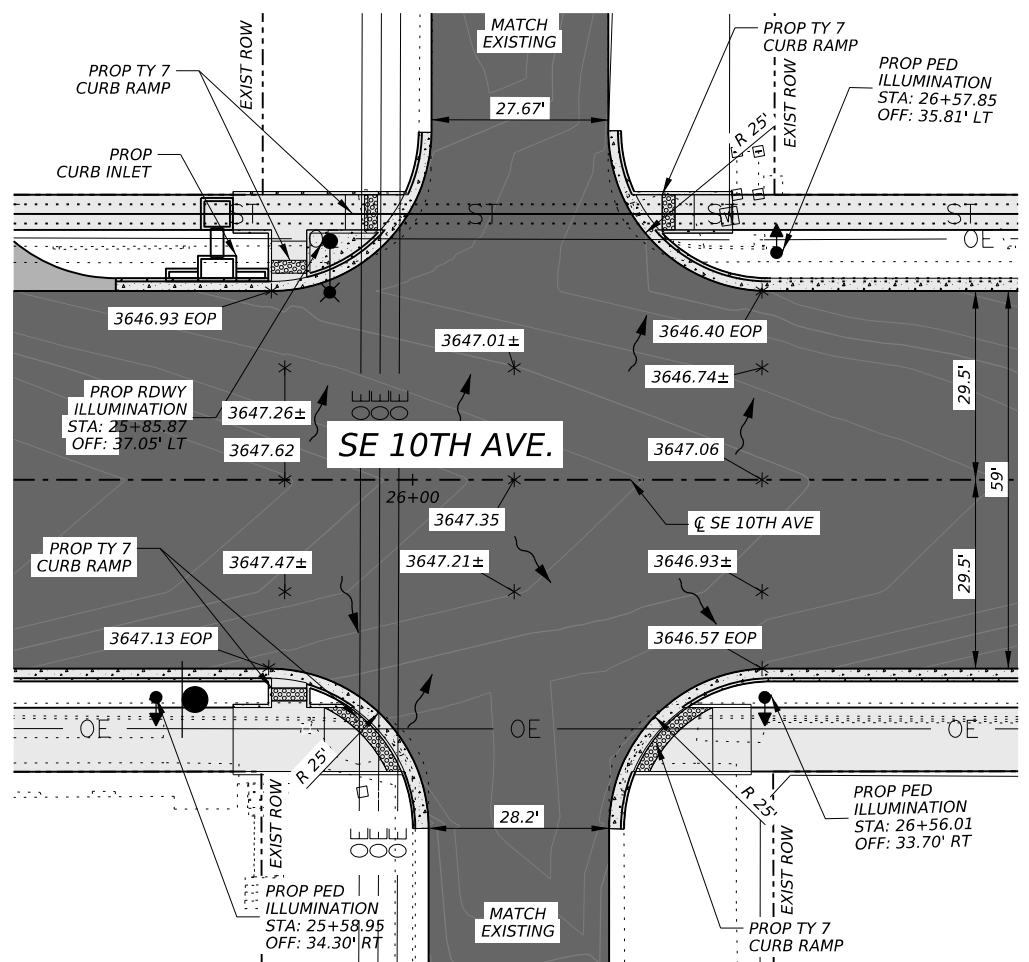 MATCH
EXISTING
PROP TY 7
CURB RAMP
EXIST ROW
PROP TY 7
CURB RAMP
EXIST ROW
PROP PED
ILLUMINATION
STA: 26+57.85
OFF: 35.81' LT
27.67'
R 25'
PROP
CURB INLET
ST
ST
ST
W
OE
O
3646.93 EOP
3647.01±
3646.40 EOP
3646.74±
29.5'
PROP RDWY
ILLUMINATION
STA: 25+85.87
OFF: 37.05' LT
3647.26±
3647.62
SE 10TH AVE.
3647.06
59'
26+00
3647.35
℄ SE 10TH AVE
PROP TY 7
CURB RAMP
3647.47±
3647.21±
3646.93±
29.5'
3647.13 EOP
3646.57 EOP
OE
OE
OE
R 25'
R 25'
28.2'
EXIST ROW
EXIST ROW
PROP PED
ILLUMINATION
STA: 26+56.01
OFF: 33.70' RT
PROP PED
ILLUMINATION
STA: 25+58.95
OFF: 34.30' RT
MATCH
EXISTING
PROP TY 7
CURB RAMP